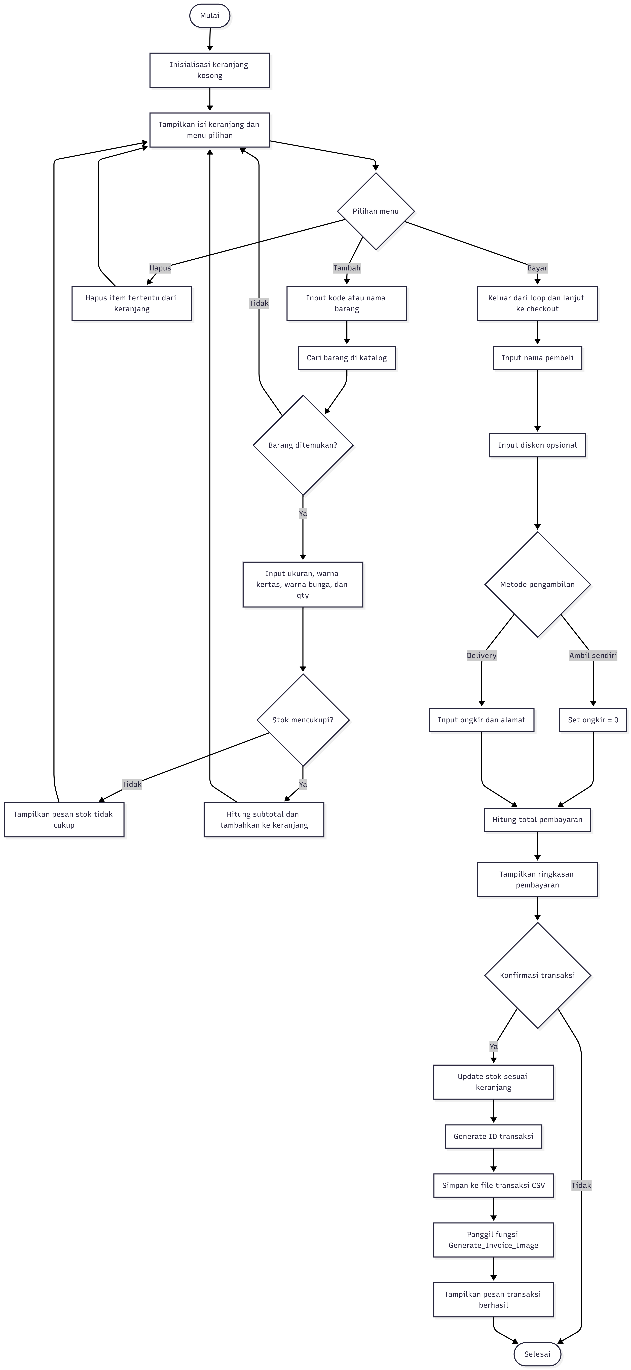 Mulai
Inisialisasi keranjang
kosong
Tampilkan isi keranjang dan
menu pilihan
Pilihan menu
Hapus
Tambah
Bayar
Hapus item tertentu dari
keranjang
Tidak
Input kode atau nama
barang
Keluar dari loop dan lanjut
ke checkout
Cari barang di katalog
Input nama pembeli
Barang ditemukan?
Input diskon opsional
Ya
Input ukuran, warna
kertas, warna bunga, dan
qty
Metode pengambilan
Delivery
Ambil sendiri
Stok mencukupi?
Input ongkir dan alamat
Set ongkir = 0
Tidak
Ya
Tampilkan pesan stok tidak
cukup
Hitung subtotal dan
tambahkan ke keranjang
Hitung total pembayaran
Tampilkan ringkasan
pembayaran
Konfirmasi transaksi
Ya
Update stok sesuai
keranjang
Generate ID transaksi
Simpan ke file transaksi CSV
Tidak
Panggil fungsi
Generate_Invoice_Image
Tampilkan pesan transaksi
berhasil
Selesai